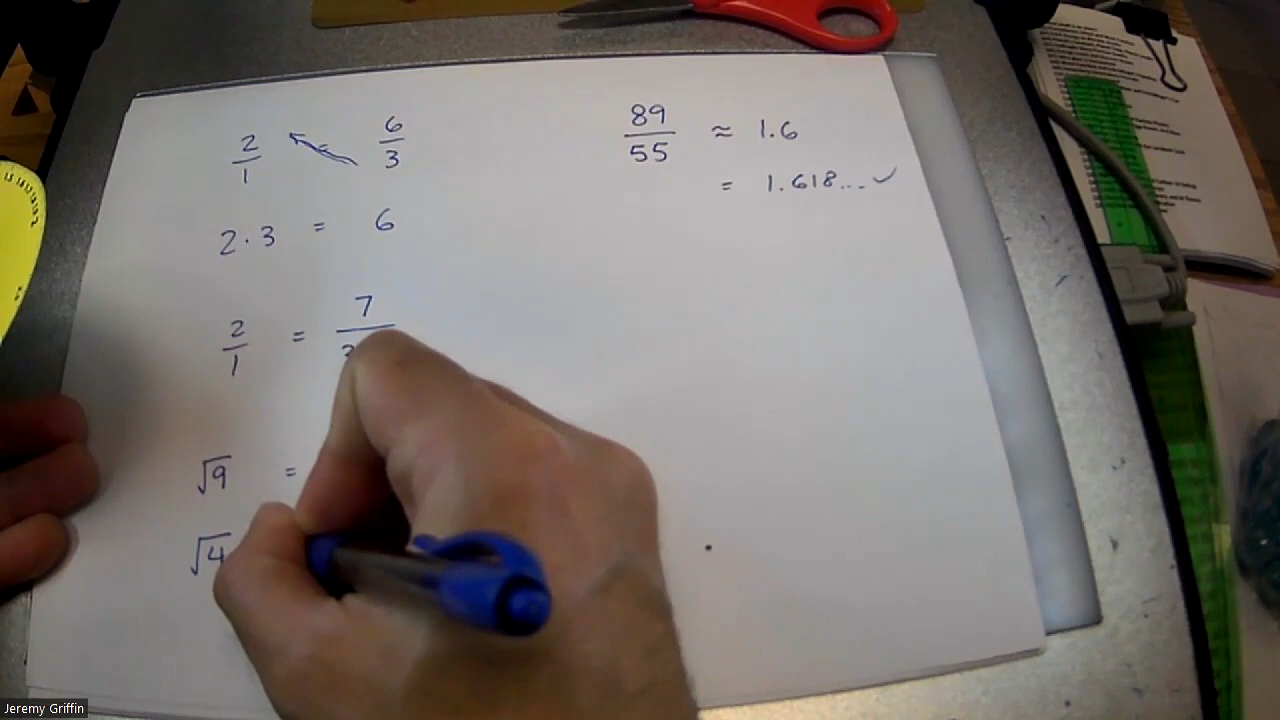 2/1 = 6/3
2·3 = 6
2/1 = 7
√9 =
√4
89/55 ≈ 1.6
= 1.618... ✓
Jeremy Griffin